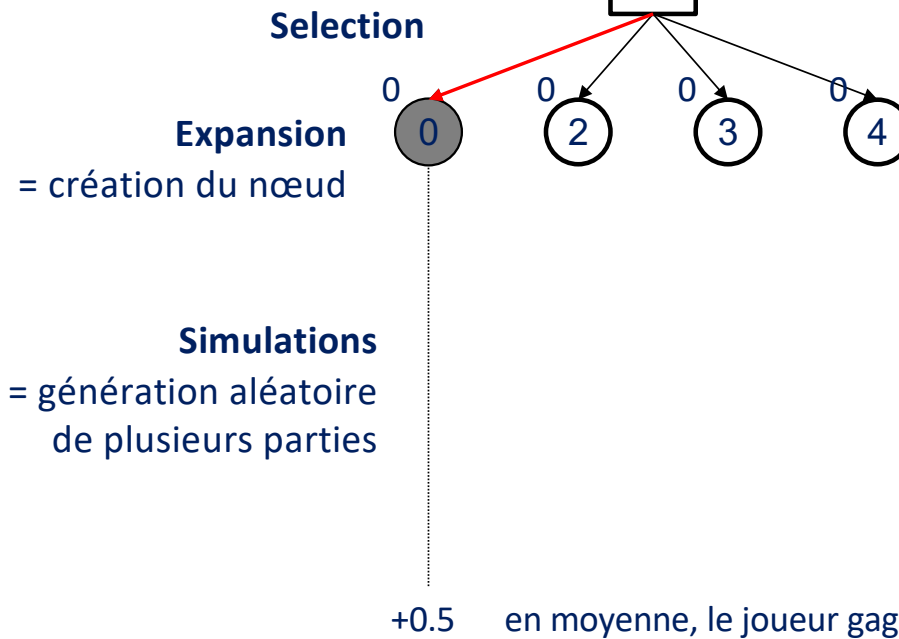 Selection
0 0 0 0
Expansion 0 2 3 4
= création du nœud
Simulations
= génération aléatoire
de plusieurs parties
+0.5 en moyenne, le joueur